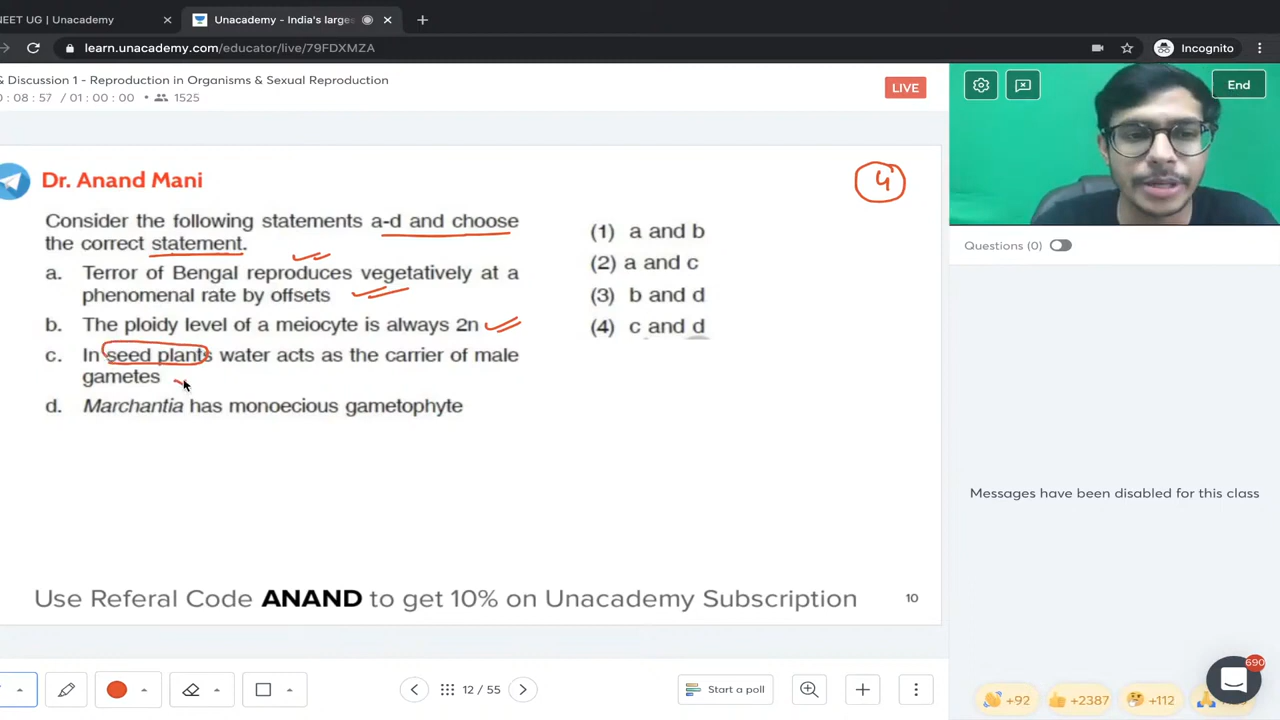 NEET UG | Unacademy
Unacademy - India's larges
learn.unacademy.com/educator/live/79FDXMZA
Incognito
& Discussion 1 - Reproduction in Organisms & Sexual Reproduction
0 : 08 : 57 / 01 : 00 : 00 • 1525
LIVE
End
Dr. Anand Mani
4
Consider the following statements a-d and choose
the correct statement.
a. Terror of Bengal reproduces vegetatively at a
phenomenal rate by offsets
b. The ploidy level of a meiocyte is always 2n
c. In seed plants water acts as the carrier of male
gametes
d. Marchantia has monoecious gametophyte
(1) a and b
(2) a and c
(3) b and d
(4) c and d
Questions (0)
Messages have been disabled for this class
Use Referal Code ANAND to get 10% on Unacademy Subscription
10
12 / 55
Start a poll
690
+92
+2387
+112